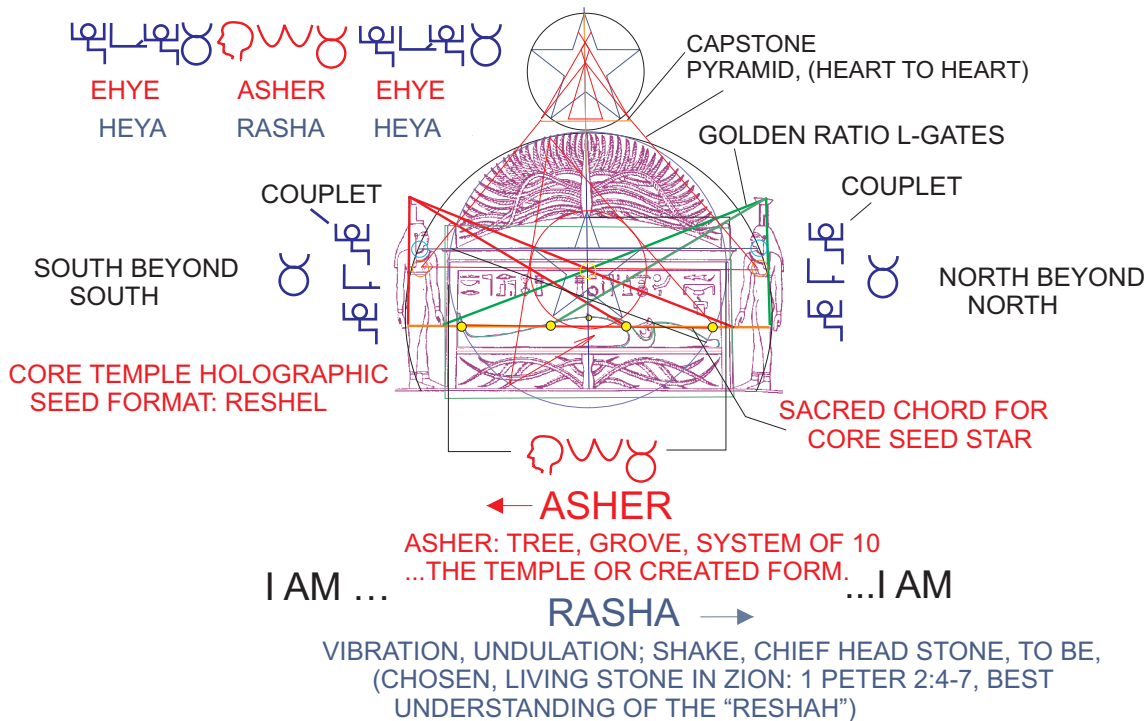 EHYE ASHER EHYE
HEYA RASHA HEYA
CAPSTONE
PYRAMID, (HEART TO HEART)
GOLDEN RATIO L-GATES
COUPLET
COUPLET
SOUTH BEYOND
SOUTH
NORTH BEYOND
NORTH
CORE TEMPLE HOLOGRAPHIC
SEED FORMAT: RESHEL
SACRED CHORD FOR
CORE SEED STAR
ASHER
ASHER: TREE, GROVE, SYSTEM OF 10
...THE TEMPLE OR CREATED FORM.
I AM ...
...I AM
RASHA
VIBRATION, UNDULATION; SHAKE, CHIEF HEAD STONE, TO BE,
(CHOSEN, LIVING STONE IN ZION: 1 PETER 2:4-7, BEST
UNDERSTANDING OF THE “RESHAH”)